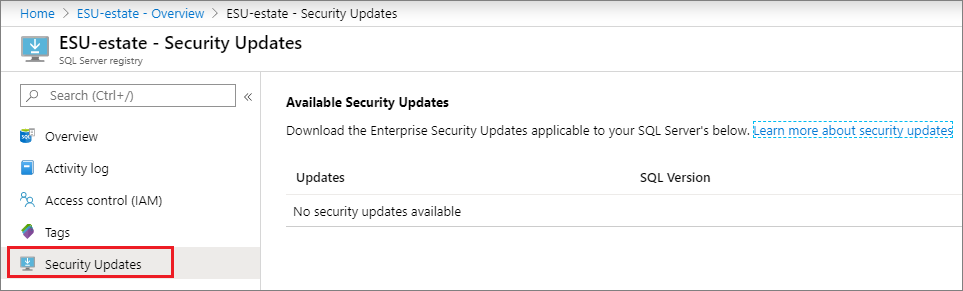 Home > ESU-estate - Overview > ESU-estate - Security Updates
ESU-estate - Security Updates
SQL Server registry
Search (Ctrl+/)
«
SQL Overview
Activity log
Access control (IAM)
Tags
Security Updates
Available Security Updates
Download the Enterprise Security Updates applicable to your SQL Server's below. Learn more about security updates
Updates SQL Version
No security updates available